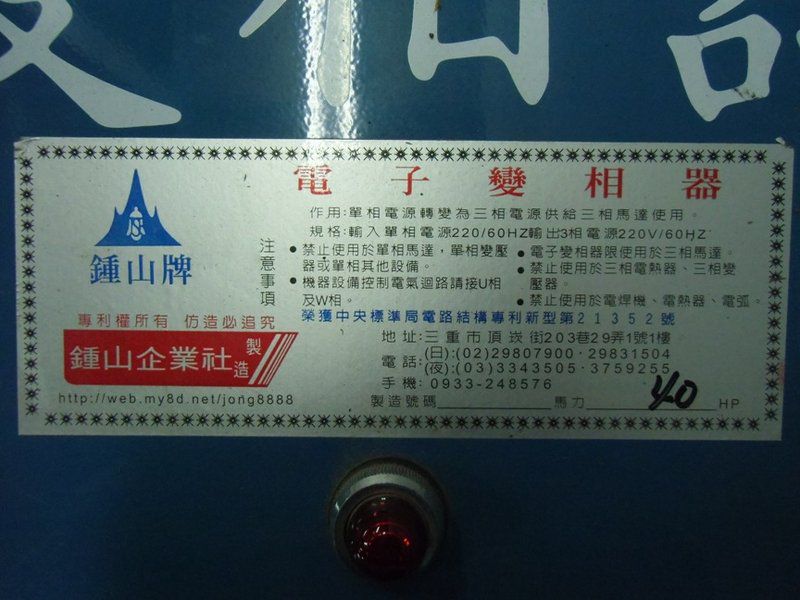 變相器
電子變相器
作用:單相電源轉變為三相電源供給三相馬達使用。
規格:輸入單相電源220/60HZ輸出3相電源220V/60HZ
鍾山牌
注意事項
•禁止使用於單相馬達，單相變壓
器或單相其他設備。
•機器設備控制電氣迴路請接U相
及W相。
•電子變相器限使用於三相馬達。
•禁止使用於三相電熱器、三相變
壓器。
•禁止使用於電焊機、電熱器、電弧。
榮獲中央標準局電路結構專利新型第21352號
專利權所有 仿造必追究
鍾山企業社製造
http://web.my8d.net/jong8888
地址:三重市頂崁街203巷29弄1號1樓
電話:(日):(02)29807900·29831504
(夜):(03)3343505·3759255
手機:0933-248576
製造號碼 馬力 40 HP